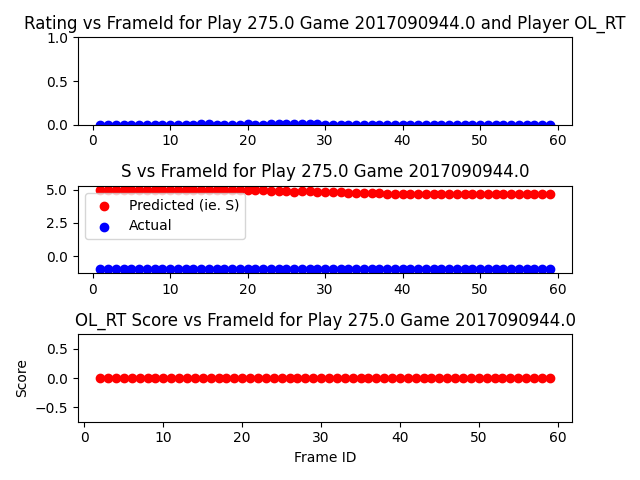 Rating vs FrameId for Play 275.0 Game 2017090944.0 and Player OL_RT
1.0
0.5
0.0
0 10 20 30 40 50 60
S vs FrameId for Play 275.0 Game 2017090944.0
5.0
2.5
0.0
Predicted (ie. S)
Actual
0 10 20 30 40 50 60
OL_RT Score vs FrameId for Play 275.0 Game 2017090944.0
Score
0.5
0.0
−0.5
0 10 20 30 40 50 60
Frame ID